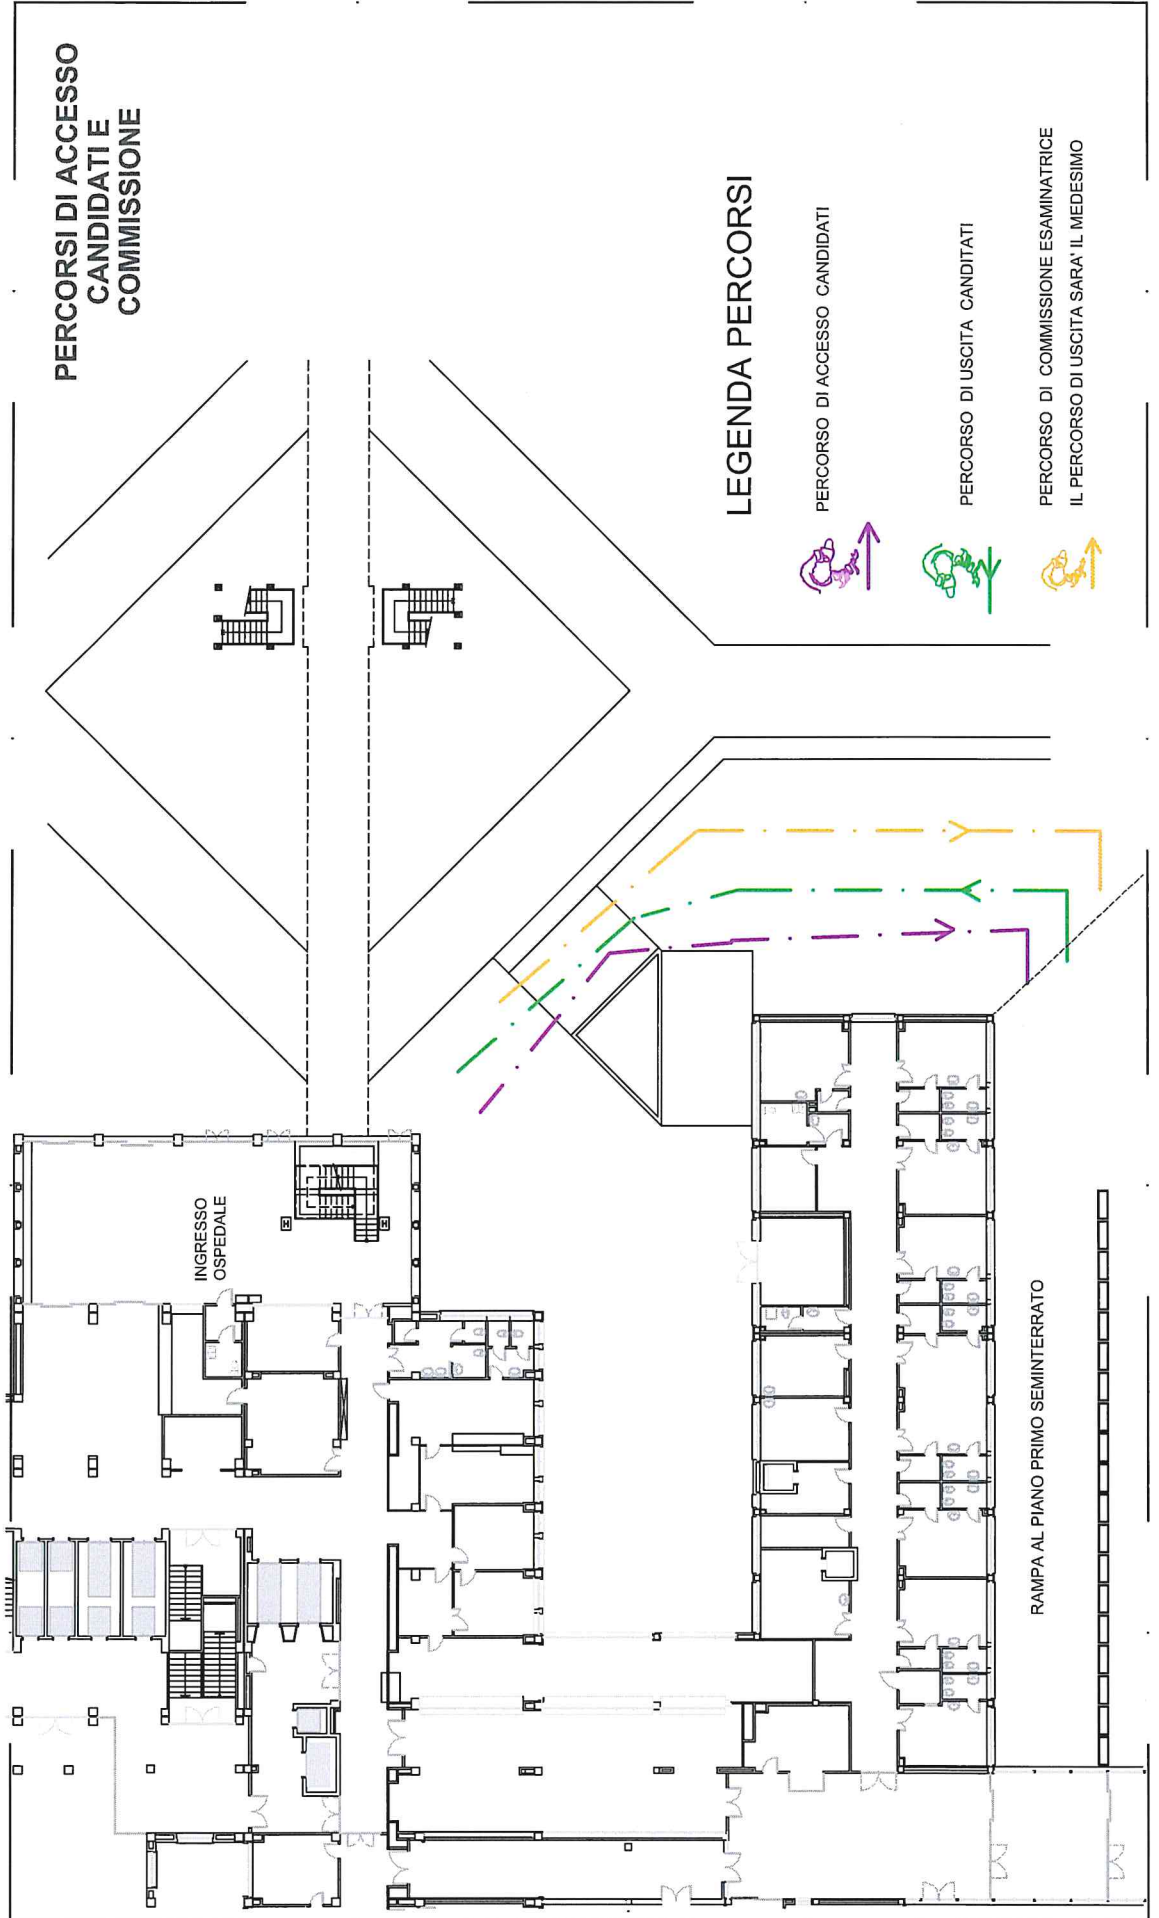 PERCORSI DI ACCESSO
CANDIDATI E
COMMISSIONE
INGRESSO
OSPEDALE
H
H
LEGENDA PERCORSI
PERCORSO DI ACCESSO CANDIDATI
PERCORSO DI USCITA CANDITATI
PERCORSO DI COMMISSIONE ESAMINATRICE
IL PERCORSO DI USCITA SARA' IL MEDESIMO
RAMPA AL PIANO PRIMO SEMINTERRATO